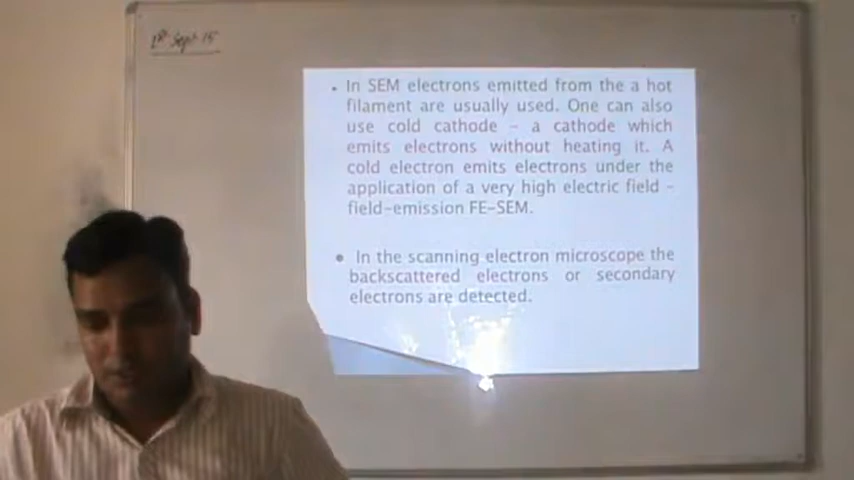 1st Sept 15
• In SEM electrons emitted from the a hot
filament are usually used. One can also
use cold cathode – a cathode which
emits electrons without heating it. A
cold electron emits electrons under the
application of a very high electric field –
field-emission FE-SEM.
• In the scanning electron microscope the
backscattered electrons or secondary
electrons are detected.